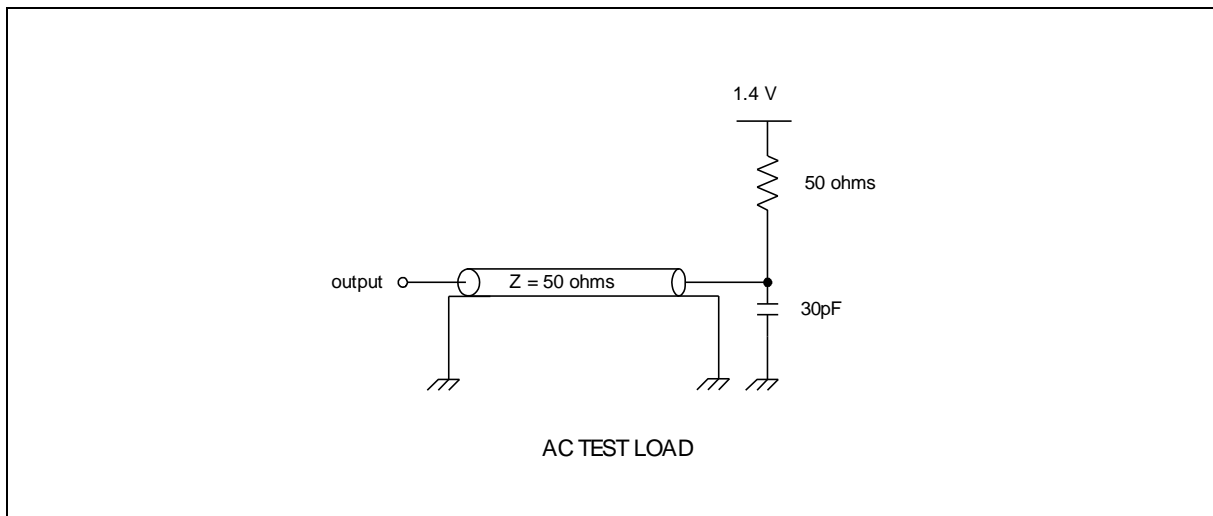 1.4 V
50 ohms
output
Z = 50 ohms
30pF
AC TEST LOAD